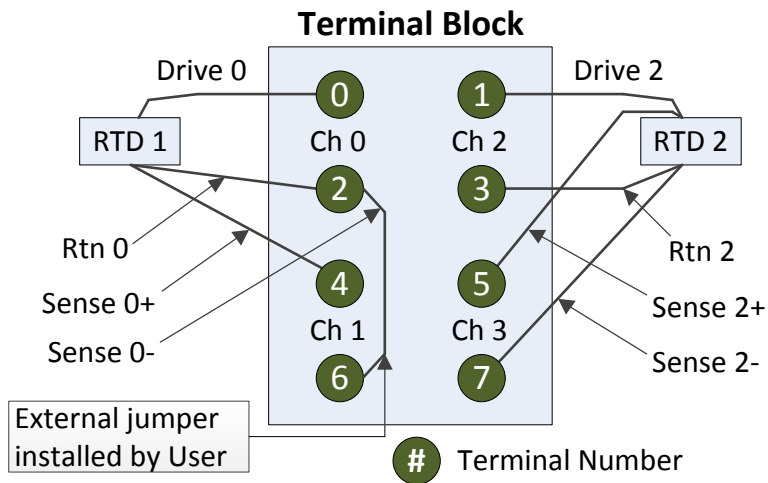 Terminal Block
Drive 0
Drive 2
0
1
RTD 1
Ch 0
Ch 2
RTD 2
2
3
Rtn 0
Rtn 2
Sense 0+
4
5
Sense 2+
Sense 0-
Ch 1
Ch 3
Sense 2-
6
7
External jumper
installed by User
# Terminal Number